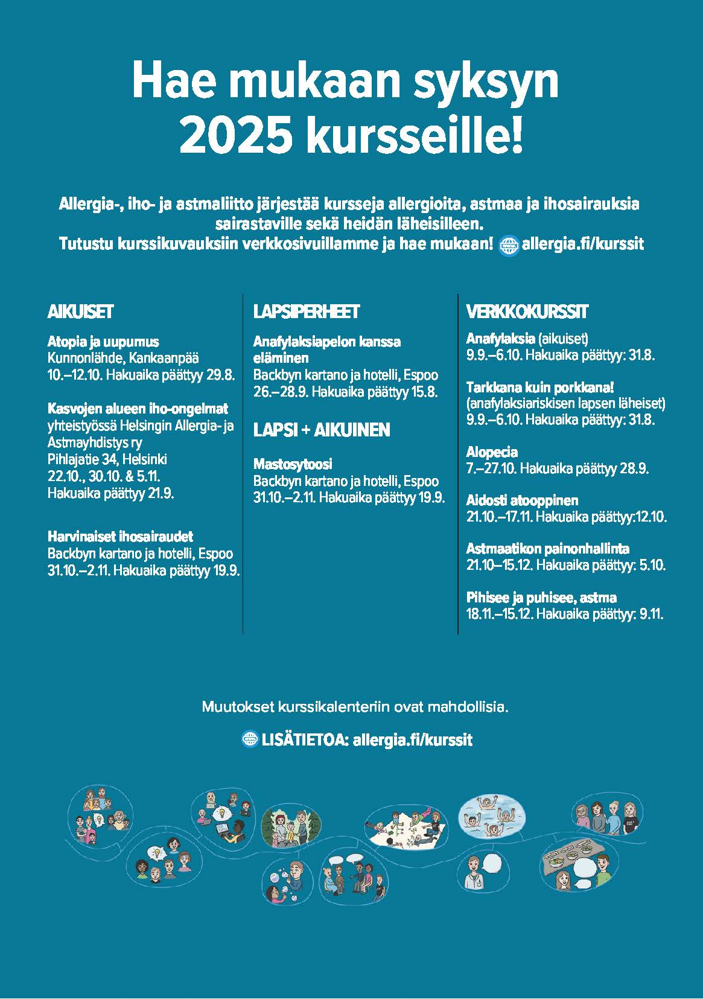 Hae mukaan syksyn
2025 kursseille!
Allergia-, iho- ja astmaliitto järjestää kursseja allergioita, astmaa ja ihosairauksia
sairastaville sekä heidän läheisilleen.
Tutustu kurssikuvauksiin verkkosivuillamme ja hae mukaan! www. allergia.fi/kurssit
AIKUISET
Atopia ja uupumus
Kunnonlähde, Kankaanpää
10.–12.10. Hakuaika päättyy 29.8.
Kasvojen alueen iho-ongelmat
yhteistyössä Helsingin Allergia- ja
Astmayhdistys ry
Pihlajatie 34, Helsinki
22.10., 30.10. & 5.11.
Hakuaika päättyy 21.9.
Harvinaiset ihosairaudet
Backbyn kartano ja hotelli, Espoo
31.10.–2.11. Hakuaika päättyy 19.9.
LAPSIPERHEET
Anafylaksiapelon kanssa
eläminen
Backbyn kartano ja hotelli, Espoo
26.–28.9. Hakuaika päättyy 15.8.
LAPSI + AIKUINEN
Mastosytoosi
Backbyn kartano ja hotelli, Espoo
31.10.–2.11. Hakuaika päättyy 19.9.
VERKKOKURSSIT
Anafylaksia (aikuiset)
9.9.–6.10. Hakuaika päättyy: 31.8.
Tarkkana kuin porkkana!
(anafylaksiariskisen lapsen läheiset)
9.9.–6.10. Hakuaika päättyy: 31.8.
Alopecia
7.–27.10. Hakuaika päättyy 28.9.
Aidosti atooppinen
21.10.–17.11. Hakuaika päättyy:12.10.
Astmaatikon painonhallinta
21.10–15.12. Hakuaika päättyy: 5.10.
Pihisee ja puhisee, astma
18.11.–15.12. Hakuaika päättyy: 9.11.
Muutokset kurssikalenteriin ovat mahdollisia.
www. LISÄTIETOA: allergia.fi/kurssit